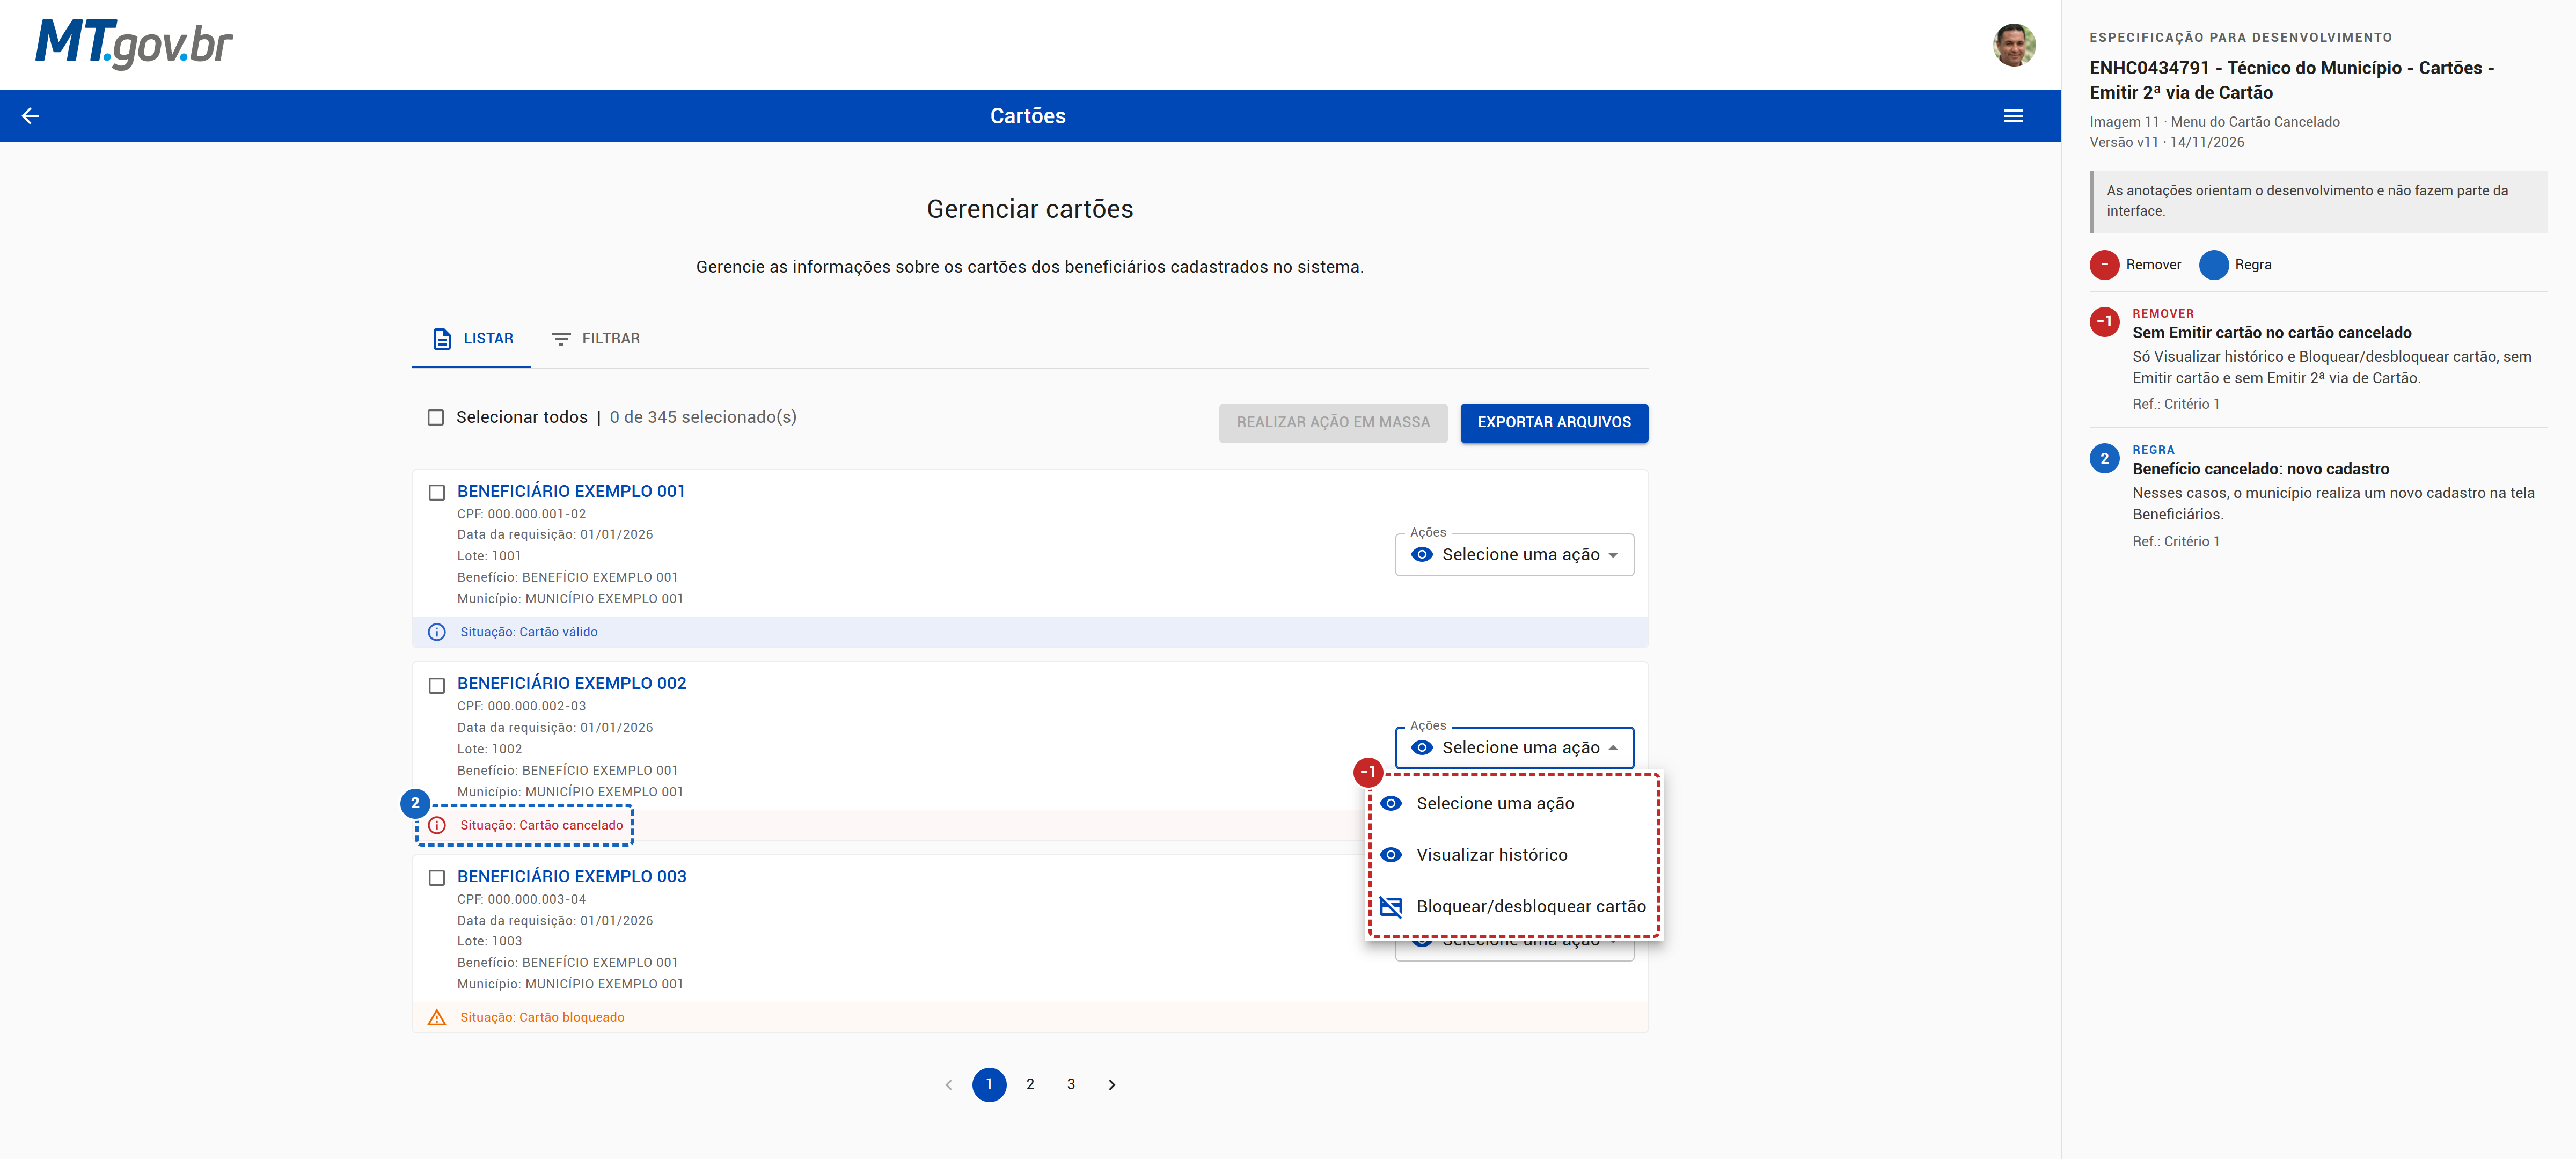 MT.gov.br
Cartões
Gerenciar cartões
Gerencie as informações sobre os cartões dos beneficiários cadastrados no sistema.
LISTAR
FILTRAR
Selecionar todos | 0 de 345 selecionado(s)
REALIZAR AÇÃO EM MASSA
EXPORTAR ARQUIVOS
BENEFICIÁRIO EXEMPLO 001
CPF: 000.000.001-02
Data da requisição: 01/01/2026
Lote: 1001
Benefício: BENEFÍCIO EXEMPLO 001
Município: MUNICÍPIO EXEMPLO 001
Ações
Selecione uma ação
Situação: Cartão válido
BENEFICIÁRIO EXEMPLO 002
CPF: 000.000.002-03
Data da requisição: 01/01/2026
Lote: 1002
Benefício: BENEFÍCIO EXEMPLO 001
Município: MUNICÍPIO EXEMPLO 001
Ações
Selecione uma ação
2
Situação: Cartão cancelado
−1
Selecione uma ação
Visualizar histórico
Bloquear/desbloquear cartão
BENEFICIÁRIO EXEMPLO 003
CPF: 000.000.003-04
Data da requisição: 01/01/2026
Lote: 1003
Benefício: BENEFÍCIO EXEMPLO 001
Município: MUNICÍPIO EXEMPLO 001
Selecione uma ação
Situação: Cartão bloqueado
1
2
3
ESPECIFICAÇÃO PARA DESENVOLVIMENTO
ENHC0434791 - Técnico do Município - Cartões -
Emitir 2ª via de Cartão
Imagem 11 · Menu do Cartão Cancelado
Versão v11 · 14/11/2026
As anotações orientam o desenvolvimento e não fazem parte da
interface.
− Remover
Regra
−1
REMOVER
Sem Emitir cartão no cartão cancelado
Só Visualizar histórico e Bloquear/desbloquear cartão, sem
Emitir cartão e sem Emitir 2ª via de Cartão.
Ref.: Critério 1
2
REGRA
Benefício cancelado: novo cadastro
Nesses casos, o município realiza um novo cadastro na tela
Beneficiários.
Ref.: Critério 1